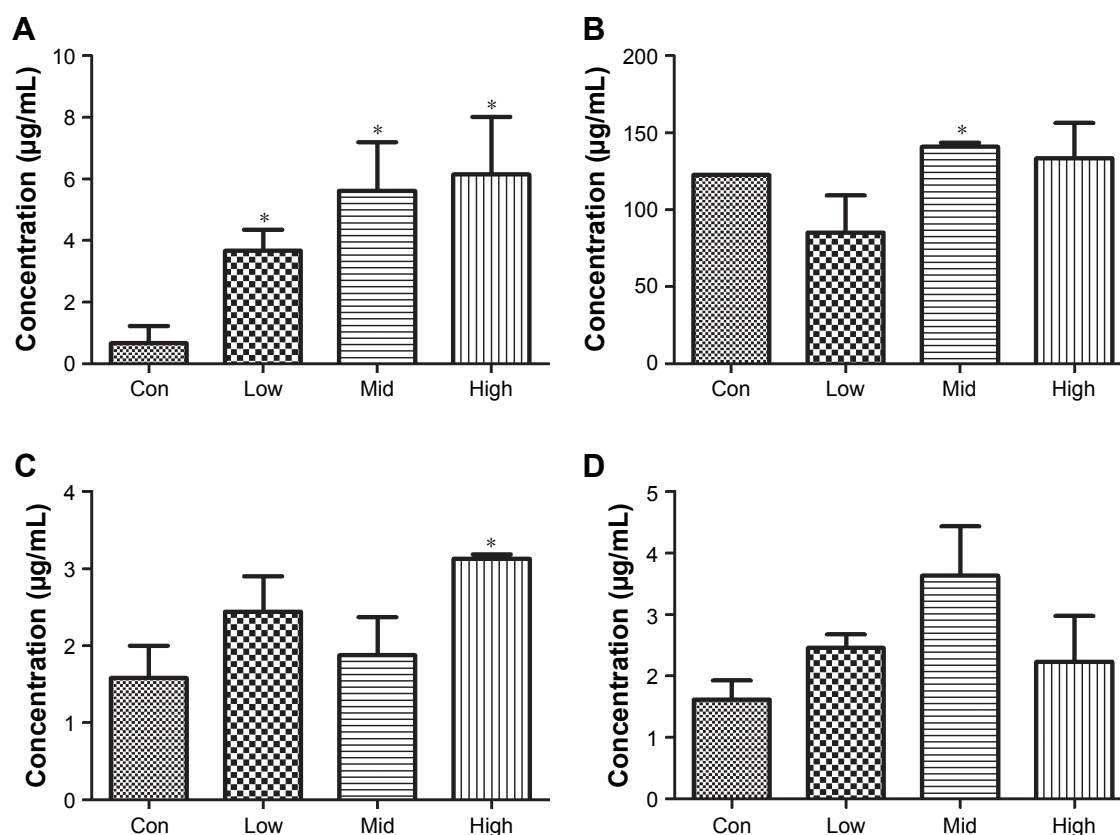 A
Concentration (µg/mL)
10
8
6
4
2
0
*
*
*
Con Low Mid High
B
Concentration (µg/mL)
200
150
100
50
0
*
Con Low Mid High
C
Concentration (µg/mL)
4
3
2
1
0
*
Con Low Mid High
D
Concentration (µg/mL)
5
4
3
2
1
0
Con Low Mid High